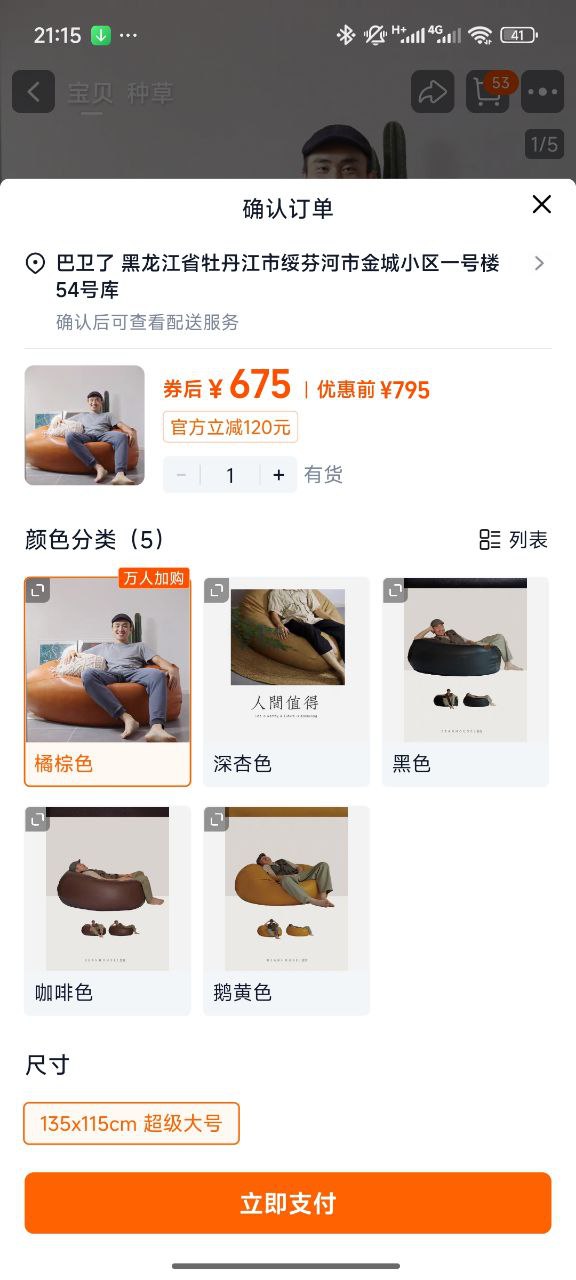 21:15
H+ 4G 41
宝贝 种草
53
1/5
确认订单
巴卫了 黑龙江省牡丹江市绥芬河市金城小区一号楼
54号库
确认后可查看配送服务
券后 ¥ 675 优惠前 ¥795
官方立减120元
− 1 + 有货
颜色分类（5） 列表
万人加购
人間值得
橘棕色 深杏色 黑色
咖啡色 鹅黄色
尺寸
135x115cm 超级大号
立即支付